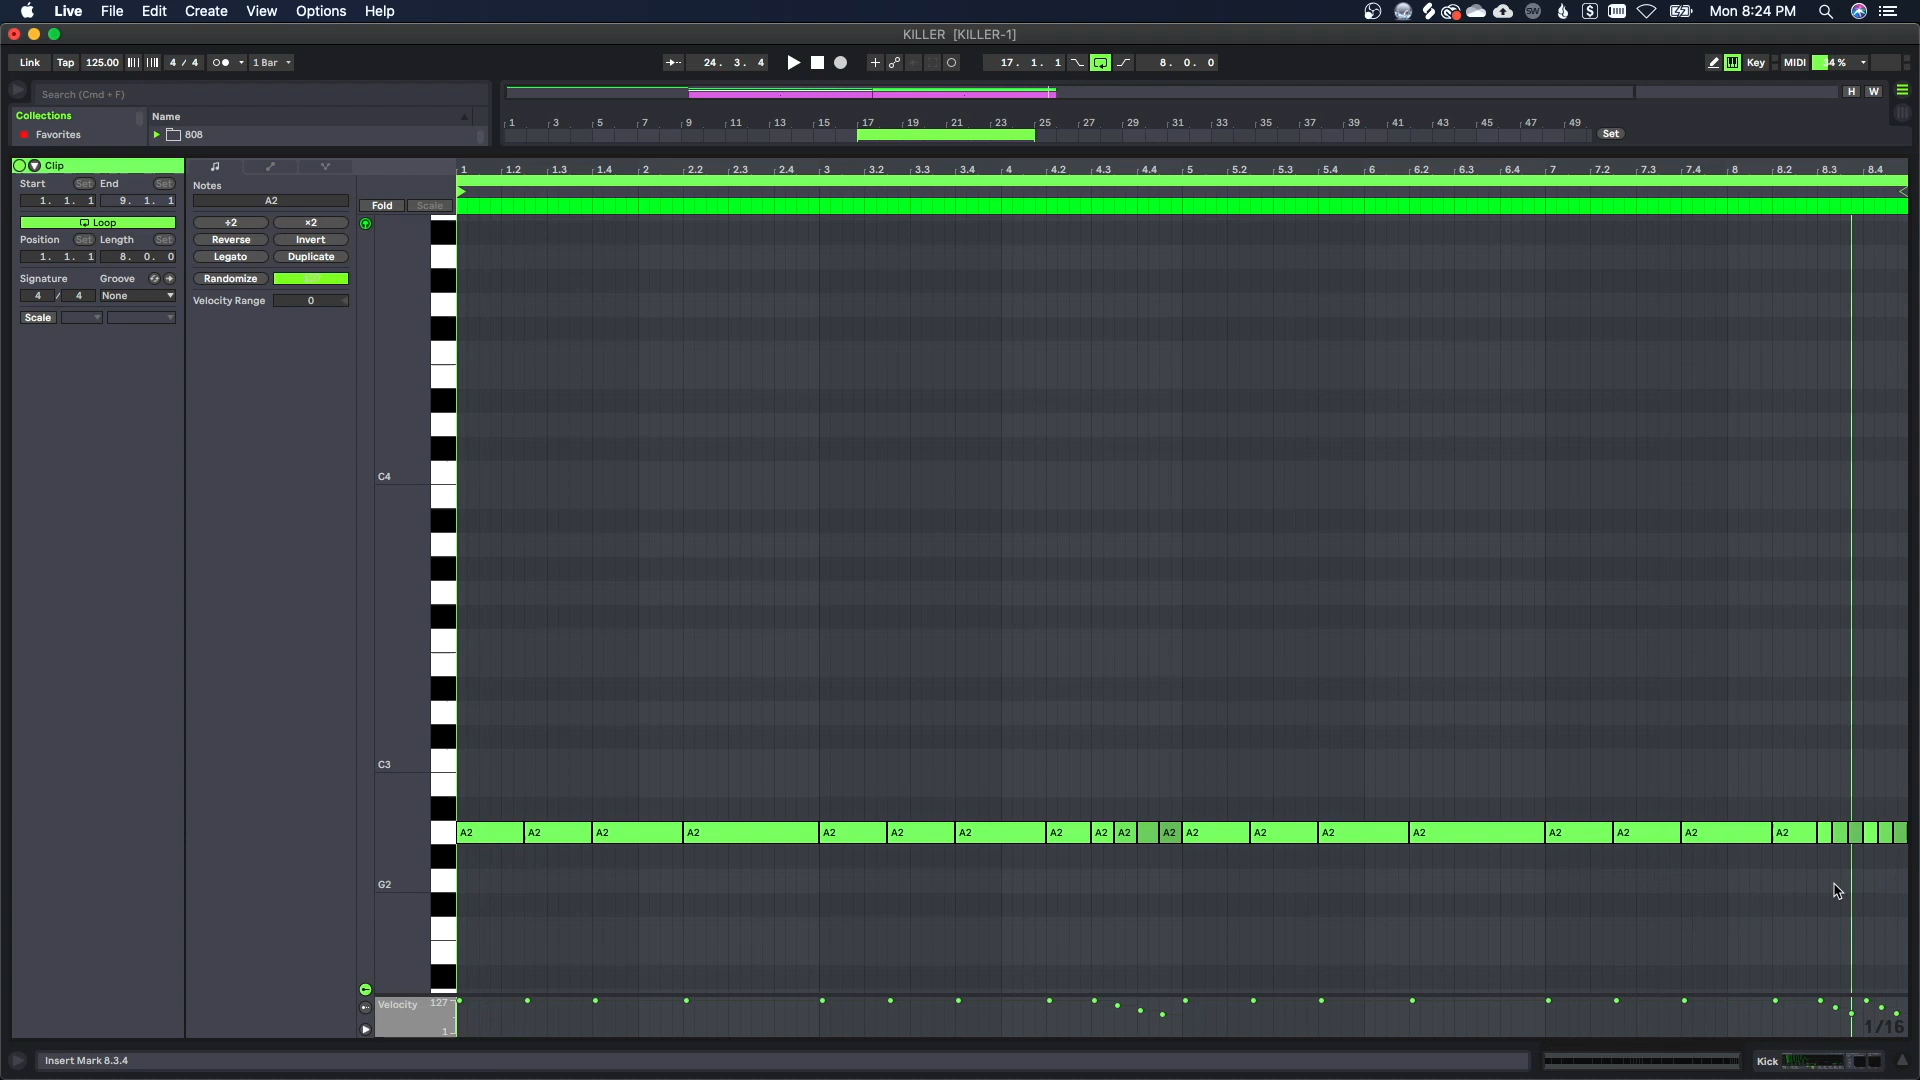 Live File Edit Create View Options Help Mon 8:24 PM
KILLER [KILLER-1]
Link Tap 125.00 4 / 4 1 Bar 24. 3. 4 17. 1. 1 8. 0. 0 Key MIDI 34 %
Search (Cmd + F) H W
Collections Name
Favorites 808
1 3 5 7 9 11 13 15 17 19 21 23 25 27 29 31 33 35 37 39 41 43 45 47 49 Set
Clip
1 1.2 1.3 1.4 2 2.2 2.3 2.4 3 3.2 3.3 3.4 4 4.2 4.3 4.4 5 5.2 5.3 5.4 6 6.2 6.3 6.4 7 7.2 7.3 7.4 8 8.2 8.3 8.4
Start Set End Set
1. 1. 1 9. 1. 1
Loop
Position Set Length Set
1. 1. 1 8. 0. 0
Signature Groove
4 / 4 None
Scale
Notes
A2
÷2 ×2
Reverse Invert
Legato Duplicate
Randomize
Velocity Range 0
Fold Scale
C4
C3
A2 A2 A2 A2 A2 A2 A2 A2 A2 A2 A2 A2 A2 A2 A2 A2 A2 A2 A2
G2
Velocity 127
1
1/16
Insert Mark 8.3.4 Kick